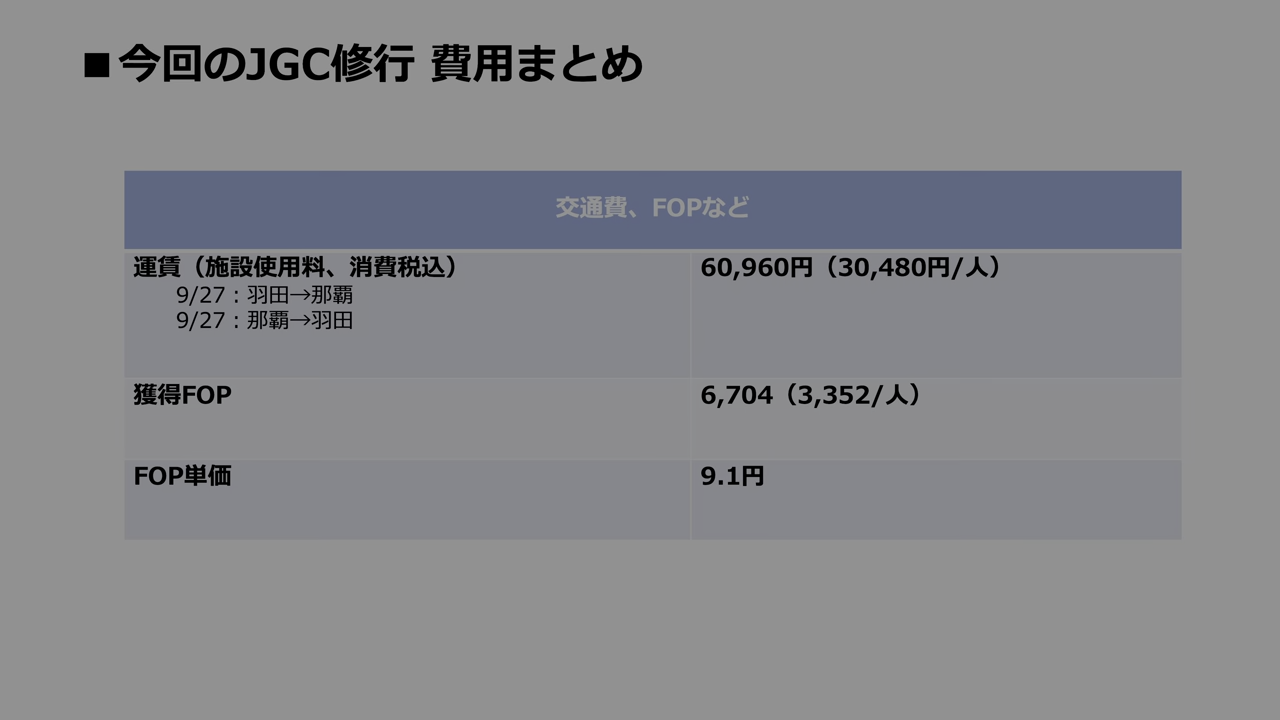 ■今回のJGC修行 費用まとめ
交通費、FOPなど
運賃（施設使用料、消費税込） 60,960円（30,480円/人）
9/27：羽田→那覇
9/27：那覇→羽田
獲得FOP 6,704（3,352/人）
FOP単価 9.1円